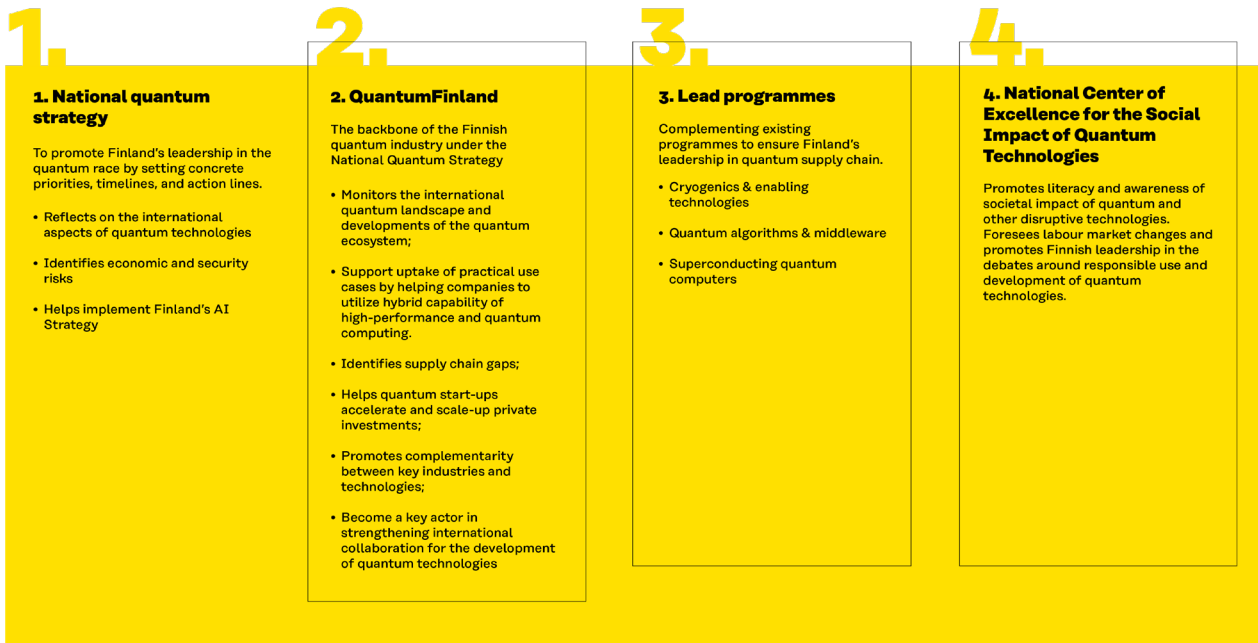 1.
1. National quantum
strategy
To promote Finland's leadership in the
quantum race by setting concrete
priorities, timelines, and action lines.
• Reflects on the international
aspects of quantum technologies
• Identifies economic and security
risks
• Helps implement Finland's AI
Strategy
2.
2. QuantumFinland
The backbone of the Finnish
quantum industry under the
National Quantum Strategy
• Monitors the international
quantum landscape and
developments of the quantum
ecosystem;
• Support uptake of practical use
cases by helping companies to
utilize hybrid capability of
high-performance and quantum
computing.
• Identifies supply chain gaps;
• Helps quantum start-ups
accelerate and scale-up private
investments;
• Promotes complementarity
between key industries and
technologies;
• Become a key actor in
strengthening international
collaboration for the development
of quantum technologies
3.
3. Lead programmes
Complementing existing
programmes to ensure Finland's
leadership in quantum supply chain.
• Cryogenics & enabling
technologies
• Quantum algorithms & middleware
• Superconducting quantum
computers
4.
4. National Center of
Excellence for the Social
Impact of Quantum
Technologies
Promotes literacy and awareness of
societal impact of quantum and
other disruptive technologies.
Foresees labour market changes and
promotes Finnish leadership in the
debates around responsible use and
development of quantum
technologies.